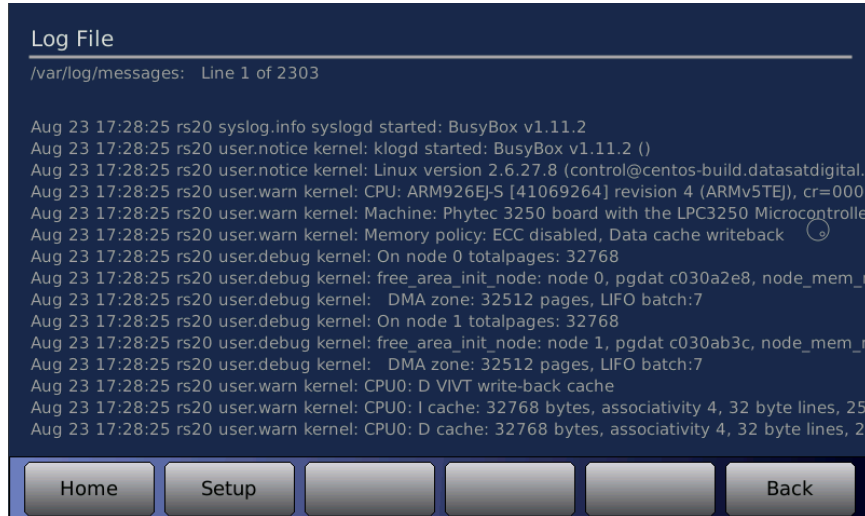 Log File
/var/log/messages:   Line 1 of 2303
Aug 23 17:28:25 rs20 syslog.info syslogd started: BusyBox v1.11.2
Aug 23 17:28:25 rs20 user.notice kernel: klogd started: BusyBox v1.11.2 ()
Aug 23 17:28:25 rs20 user.notice kernel: Linux version 2.6.27.8 (control@centos-build.datasatdigital.
Aug 23 17:28:25 rs20 user.warn kernel: CPU: ARM926EJ-S [41069264] revision 4 (ARMv5TEJ), cr=000
Aug 23 17:28:25 rs20 user.warn kernel: Machine: Phytec 3250 board with the LPC3250 Microcontrolle
Aug 23 17:28:25 rs20 user.warn kernel: Memory policy: ECC disabled, Data cache writeback
Aug 23 17:28:25 rs20 user.debug kernel: On node 0 totalpages: 32768
Aug 23 17:28:25 rs20 user.debug kernel: free_area_init_node: node 0, pgdat c030a2e8, node_mem_
Aug 23 17:28:25 rs20 user.debug kernel:   DMA zone: 32512 pages, LIFO batch:7
Aug 23 17:28:25 rs20 user.debug kernel: On node 1 totalpages: 32768
Aug 23 17:28:25 rs20 user.debug kernel: free_area_init_node: node 1, pgdat c030ab3c, node_mem_
Aug 23 17:28:25 rs20 user.debug kernel:   DMA zone: 32512 pages, LIFO batch:7
Aug 23 17:28:25 rs20 user.warn kernel: CPU0: D VIVT write-back cache
Aug 23 17:28:25 rs20 user.warn kernel: CPU0: I cache: 32768 bytes, associativity 4, 32 byte lines, 25
Aug 23 17:28:25 rs20 user.warn kernel: CPU0: D cache: 32768 bytes, associativity 4, 32 byte lines, 2
Home Setup Back